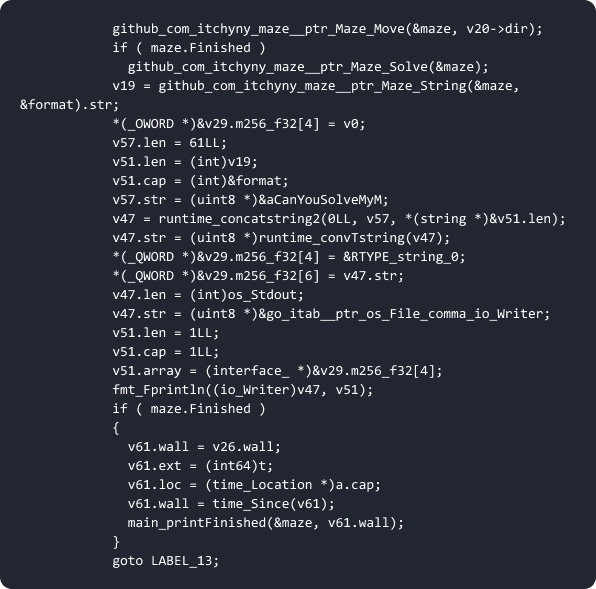 github_com_itchyny_maze__ptr_Maze_Move(&maze, v20->dir);
if ( maze.Finished )
github_com_itchyny_maze__ptr_Maze_Solve(&maze);
v19 = github_com_itchyny_maze__ptr_Maze_String(&maze,
&format).str;
*(_OWORD *)&v29.m256_f32[4] = v0;
v57.len = 61LL;
v51.len = (int)v19;
v51.cap = (int)&format;
v57.str = (uint8 *)&aCanYouSolveMyM;
v47 = runtime_concatstring2(0LL, v57, *(string *)&v51.len);
v47.str = (uint8 *)runtime_convTstring(v47);
*(_QWORD *)&v29.m256_f32[4] = &RTYPE_string_0;
*(_QWORD *)&v29.m256_f32[6] = v47.str;
v47.len = (int)os_Stdout;
v47.str = (uint8 *)&go_itab__ptr_os_File_comma_io_Writer;
v51.len = 1LL;
v51.cap = 1LL;
v51.array = (interface_ *)&v29.m256_f32[4];
fmt_Fprintln((io_Writer)v47, v51);
if ( maze.Finished )
{
v61.wall = v26.wall;
v61.ext = (int64)t;
v61.loc = (time_Location *)a.cap;
v61.wall = time_Since(v61);
main_printFinished(&maze, v61.wall);
}
goto LABEL_13;